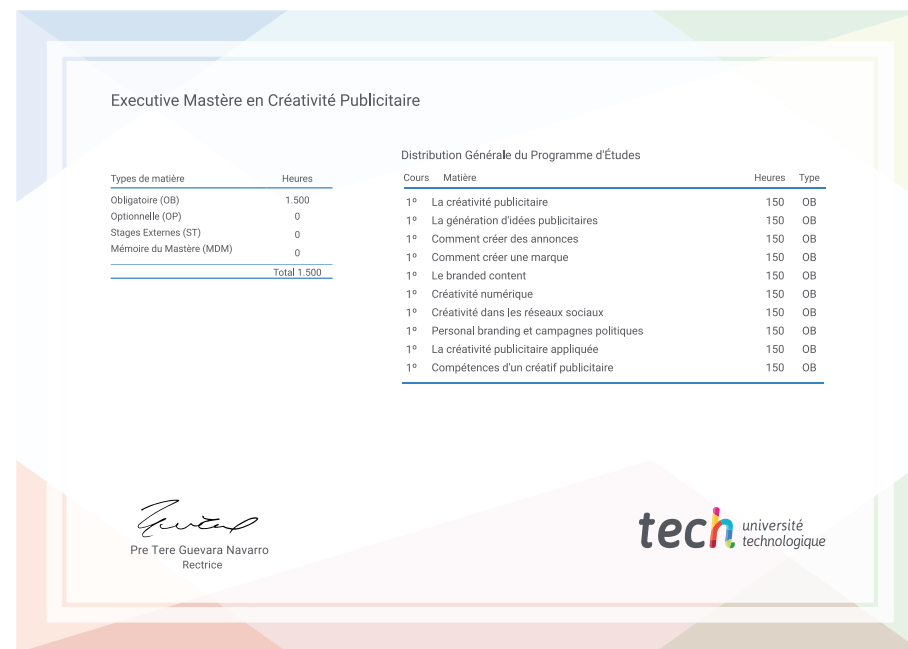 Executive Mastère en Créativité Publicitaire
Types de matière Heures
Obligatoire (OB) 1.500
Optionnelle (OP) 0
Stages Externes (ST) 0
Mémoire du Mastère (MDM) 0
Total 1.500
Distribution Générale du Programme d'Études
Cours Matière Heures Type
1º La créativité publicitaire 150 OB
1º La génération d'idées publicitaires 150 OB
1º Comment créer des annonces 150 OB
1º Comment créer une marque 150 OB
1º Le branded content 150 OB
1º Créativité numérique 150 OB
1º Créativité dans les réseaux sociaux 150 OB
1º Personal branding et campagnes politiques 150 OB
1º La créativité publicitaire appliquée 150 OB
1º Compétences d'un créatif publicitaire 150 OB
Pre Tere Guevara Navarro
Rectrice
tech université
technologique